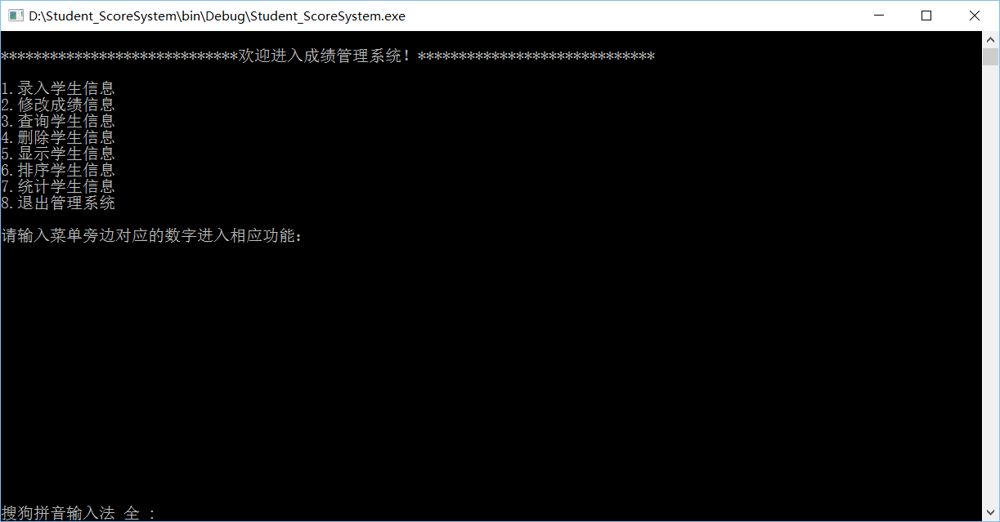 D:\Student_ScoreSystem\bin\Debug\Student_ScoreSystem.exe
*****************************欢迎进入成绩管理系统！*****************************
1.录入学生信息
2.修改成绩信息
3.查询学生信息
4.删除学生信息
5.显示学生信息
6.排序学生信息
7.统计学生信息
8.退出管理系统
请输入菜单旁边对应的数字进入相应功能：
搜狗拼音输入法 全 :